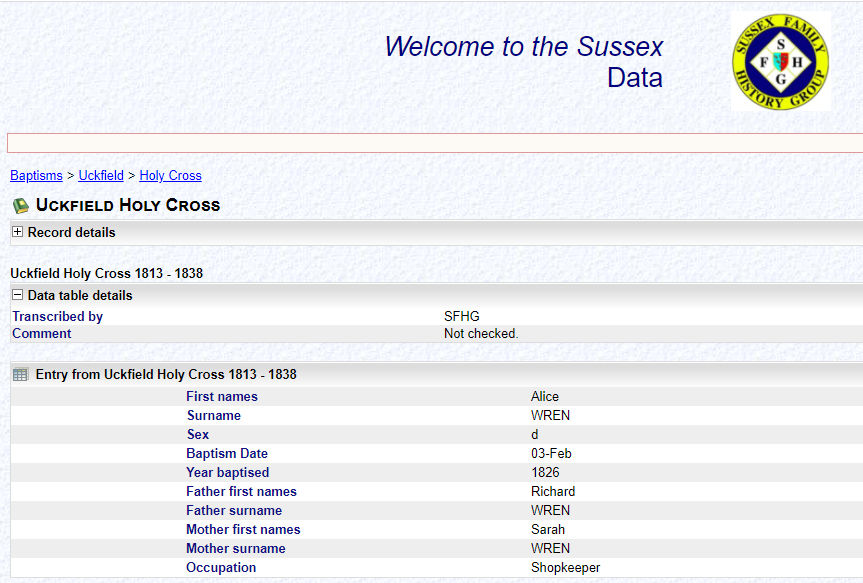 Welcome to the Sussex
Data
SUSSEX FAMILY
HISTORY GROUP
S
F H
G
Baptisms > Uckfield > Holy Cross
UCKFIELD HOLY CROSS
Record details
Uckfield Holy Cross 1813 - 1838
Data table details
Transcribed by SFHG
Comment Not checked.
Entry from Uckfield Holy Cross 1813 - 1838
First names Alice
Surname WREN
Sex d
Baptism Date 03-Feb
Year baptised 1826
Father first names Richard
Father surname WREN
Mother first names Sarah
Mother surname WREN
Occupation Shopkeeper